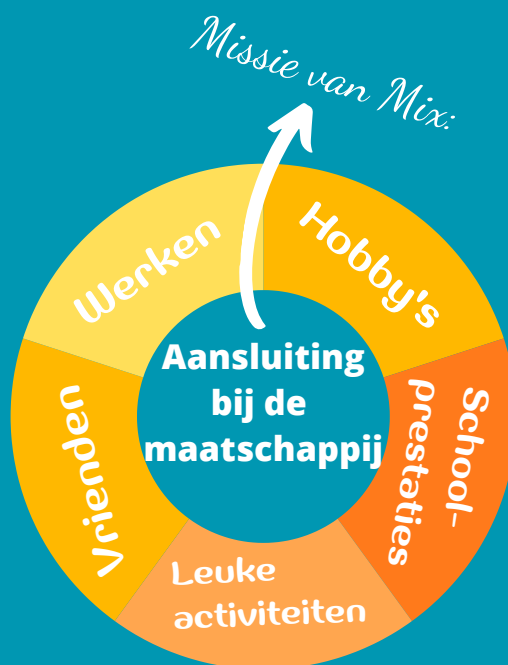 Missie van Mix:
Werken
Hobby's
Aansluiting
bij de
maatschappij
Vrienden
School-
prestaties
Leuke
activiteiten